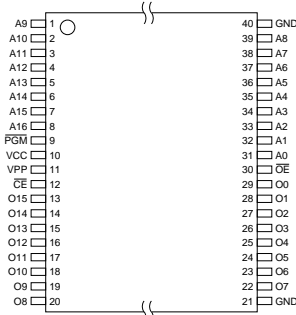 A9 1 40 GND
A10 2 39 A8
A11 3 38 A7
A12 4 37 A6
A13 5 36 A5
A14 6 35 A4
A15 7 34 A3
A16 8 33 A2
P̅G̅M̅ 9 32 A1
VCC 10 31 A0
VPP 11 30 O̅E̅
C̅E̅ 12 29 O0
O15 13 28 O1
O14 14 27 O2
O13 15 26 O3
O12 16 25 O4
O11 17 24 O5
O10 18 23 O6
O9 19 22 O7
O8 20 21 GND